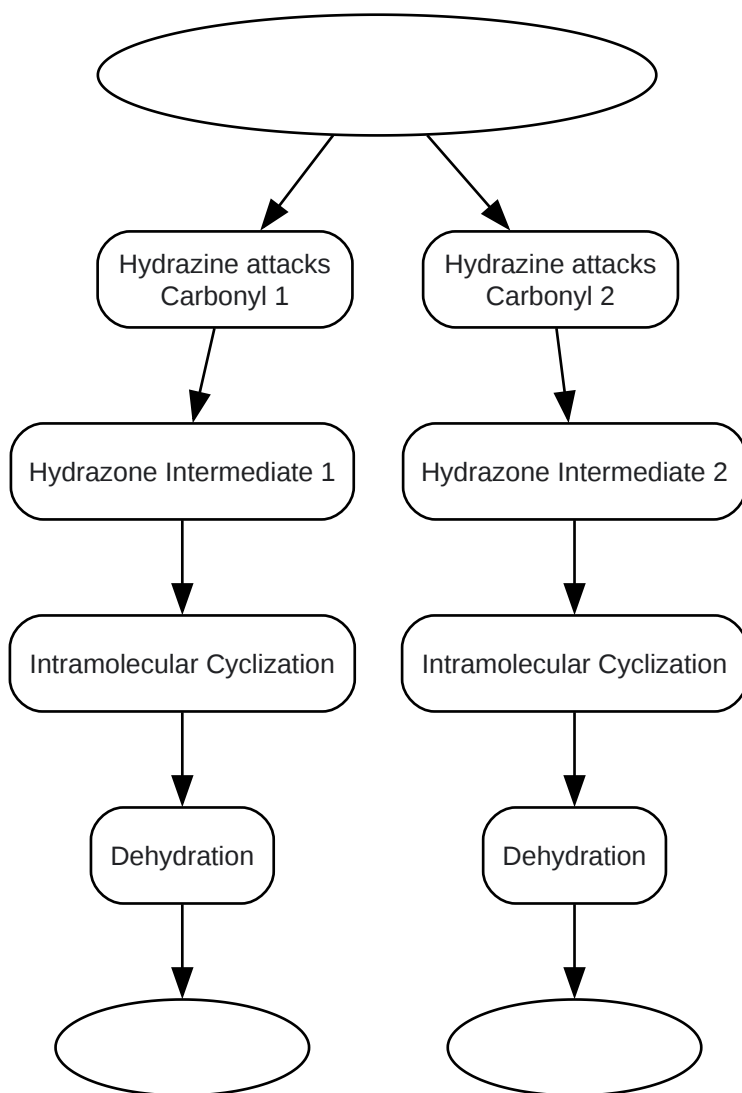 Hydrazine attacks
Carbonyl 1
Hydrazine attacks
Carbonyl 2
Hydrazone Intermediate 1
Hydrazone Intermediate 2
Intramolecular Cyclization
Intramolecular Cyclization
Dehydration
Dehydration